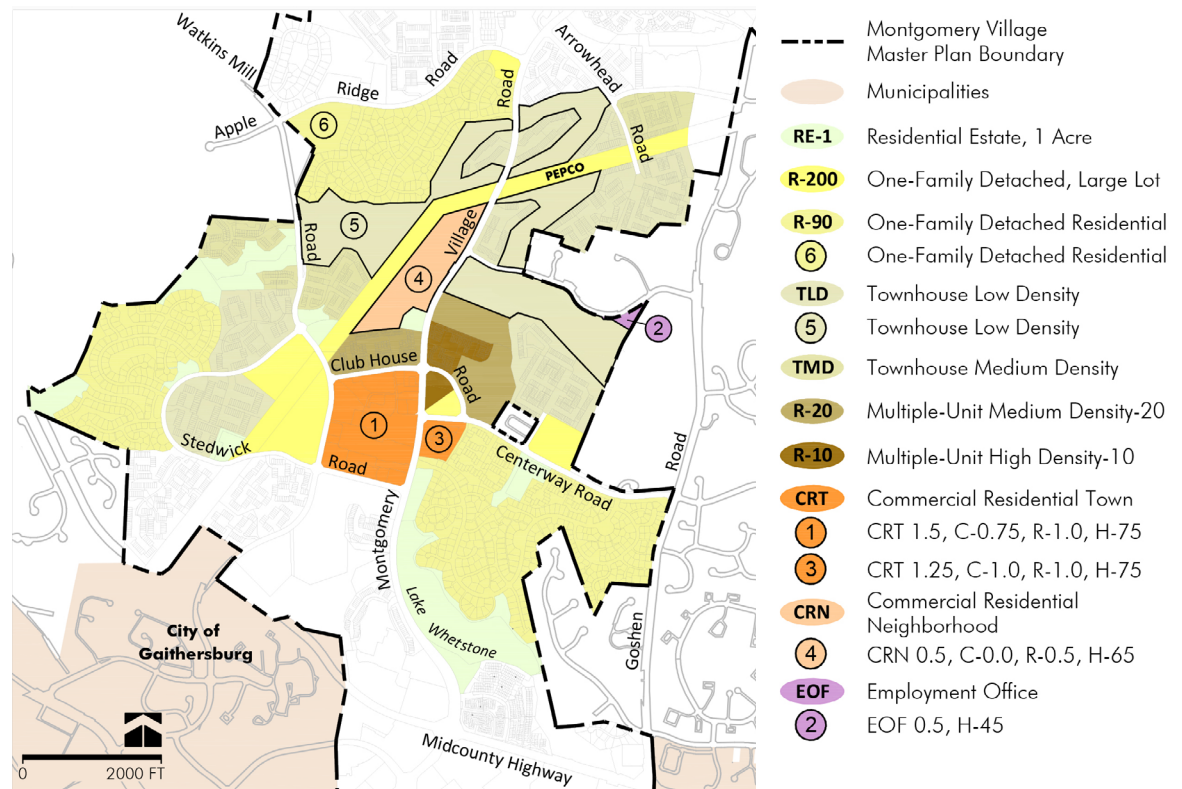 Watkins Mill
Ridge
Road
Road
Arrowhead
Road
Apple
6
PEPCO
5
Road
Village
4
2
Club House
Road
1
3
Stedwick
Road
Centerway Road
Road
Montgomery
Lake
Whetstone
Goshen
City of
Gaithersburg
Midcounty Highway
0
2000 FT
Montgomery Village
Master Plan Boundary
Municipalities
RE-1 Residential Estate, 1 Acre
R-200 One-Family Detached, Large Lot
R-90 One-Family Detached Residential
6 One-Family Detached Residential
TLD Townhouse Low Density
5 Townhouse Low Density
TMD Townhouse Medium Density
R-20 Multiple-Unit Medium Density-20
R-10 Multiple-Unit High Density-10
CRT Commercial Residential Town
1 CRT 1.5, C-0.75, R-1.0, H-75
3 CRT 1.25, C-1.0, R-1.0, H-75
CRN Commercial Residential
Neighborhood
4 CRN 0.5, C-0.0, R-0.5, H-65
EOF Employment Office
2 EOF 0.5, H-45